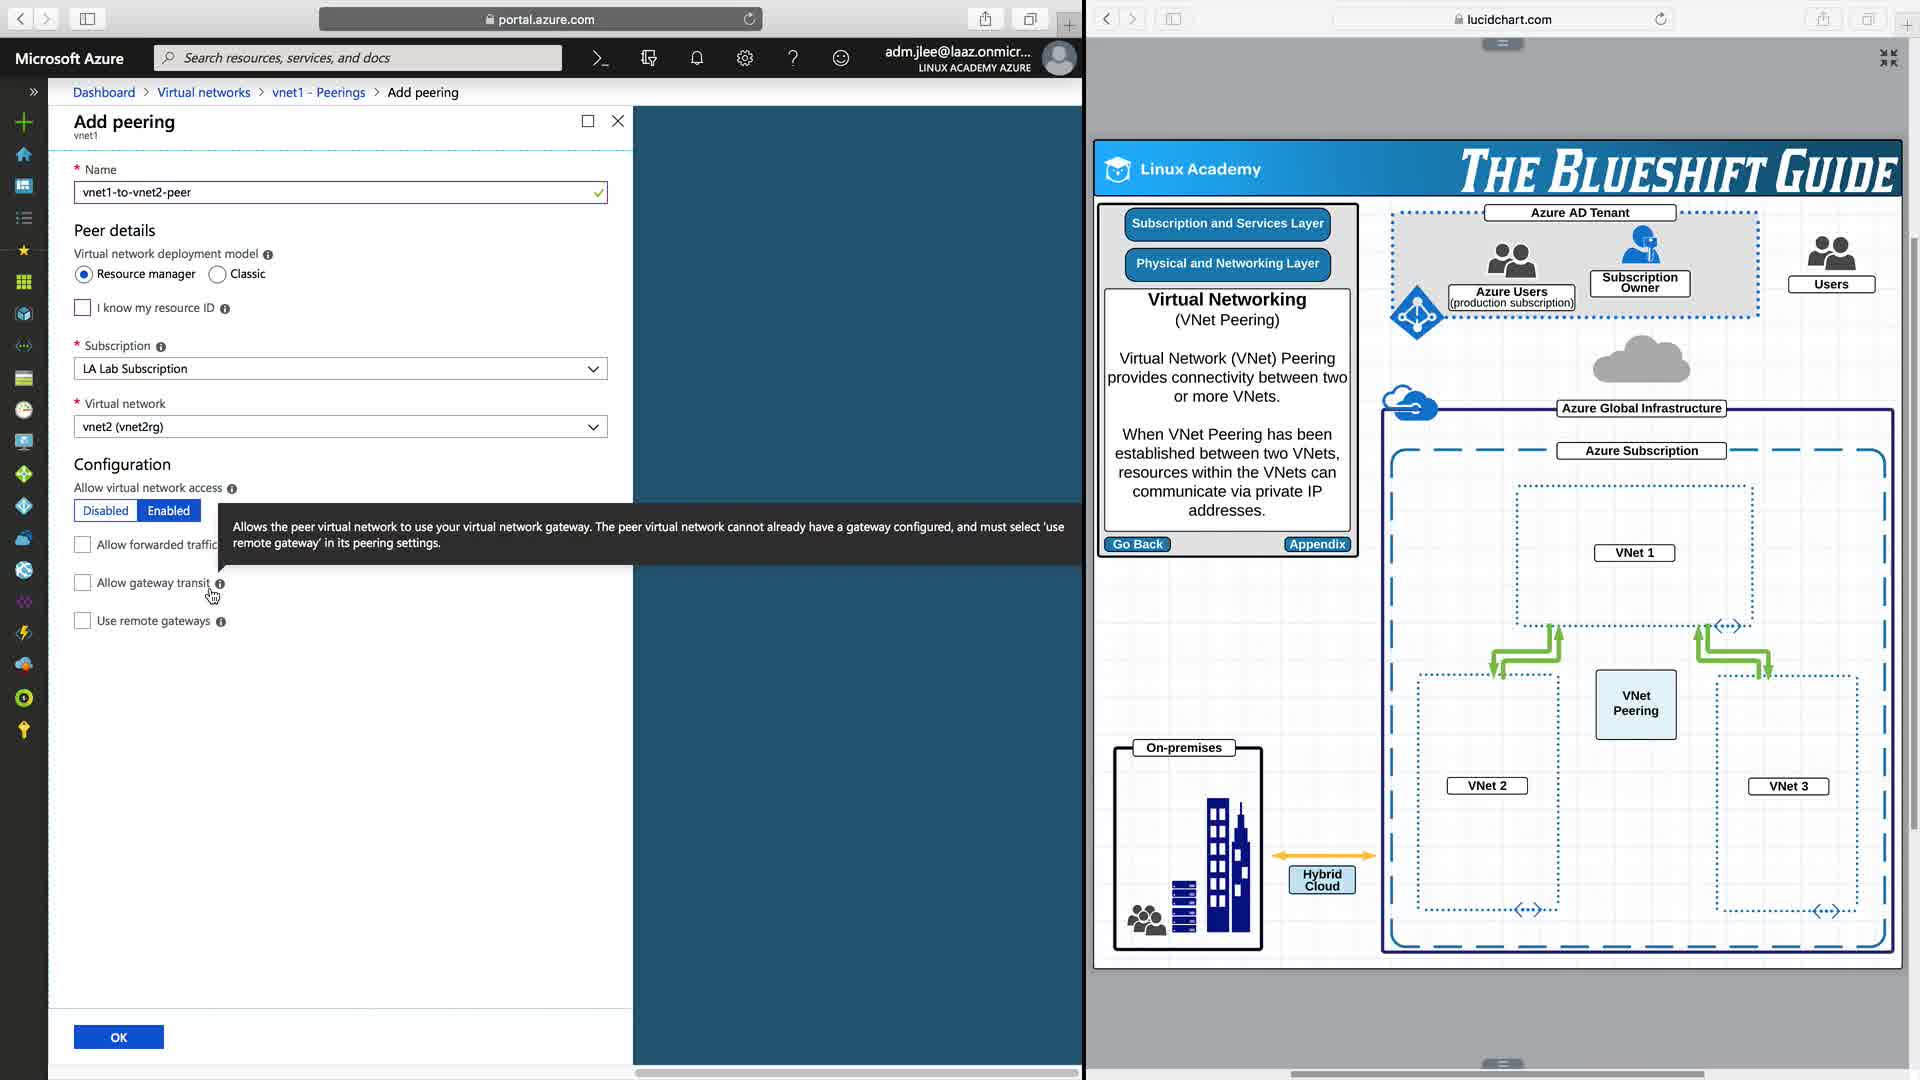 portal.azure.com
Microsoft Azure
Search resources, services, and docs
adm.jlee@laaz.onmicr...
LINUX ACADEMY AZURE
Dashboard > Virtual networks > vnet1 - Peerings > Add peering
Add peering
vnet1
* Name
vnet1-to-vnet2-peer
Peer details
Virtual network deployment model
Resource manager
Classic
I know my resource ID
* Subscription
LA Lab Subscription
* Virtual network
vnet2 (vnet2rg)
Configuration
Allow virtual network access
Disabled
Enabled
Allows the peer virtual network to use your virtual network gateway. The peer virtual network cannot already have a gateway configured, and must select 'use
remote gateway' in its peering settings.
Allow forwarded traffic
Allow gateway transit
Use remote gateways
OK
lucidchart.com
Linux Academy
THE BLUESHIFT GUIDE
Subscription and Services Layer
Physical and Networking Layer
Virtual Networking
(VNet Peering)
Virtual Network (VNet) Peering
provides connectivity between two
or more VNets.
When VNet Peering has been
established between two VNets,
resources within the VNets can
communicate via private IP
addresses.
Go Back
Appendix
Azure AD Tenant
Azure Users
(production subscription)
Subscription
Owner
Users
Azure Global Infrastructure
Azure Subscription
VNet 1
VNet
Peering
VNet 2
VNet 3
On-premises
Hybrid
Cloud